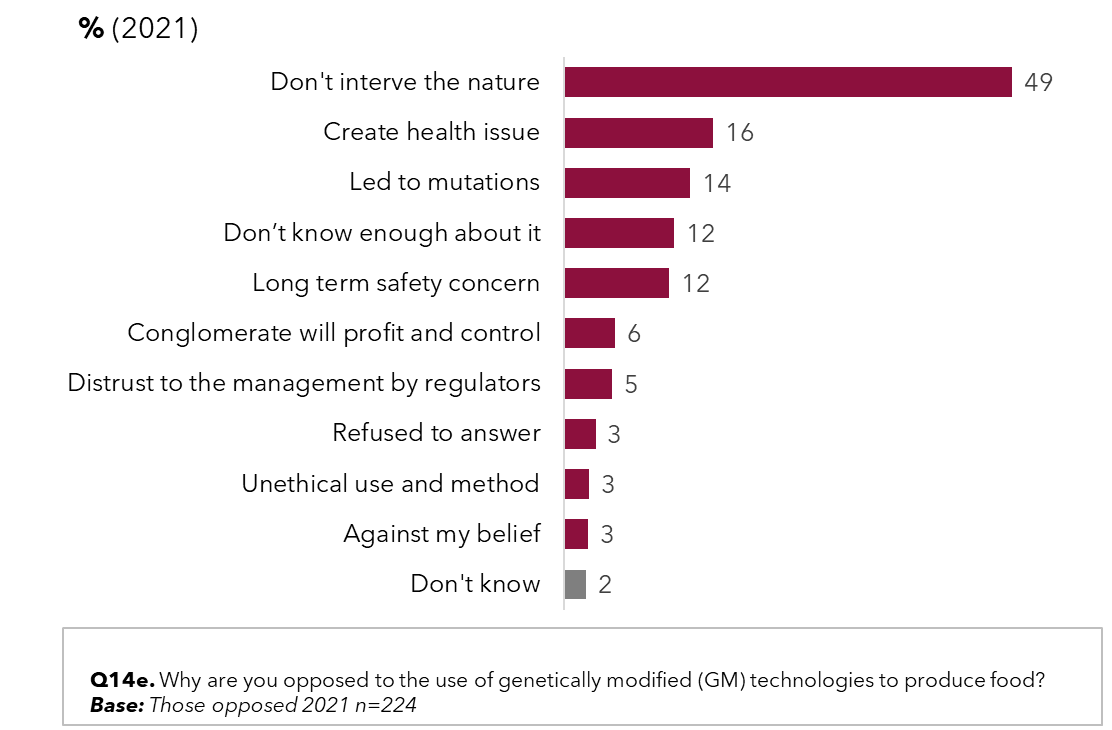 % (2021)
Don't interve the nature 49
Create health issue 16
Led to mutations 14
Don’t know enough about it 12
Long term safety concern 12
Conglomerate will profit and control 6
Distrust to the management by regulators 5
Refused to answer 3
Unethical use and method 3
Against my belief 3
Don't know 2
Q14e. Why are you opposed to the use of genetically modified (GM) technologies to produce food?
Base: Those opposed 2021 n=224